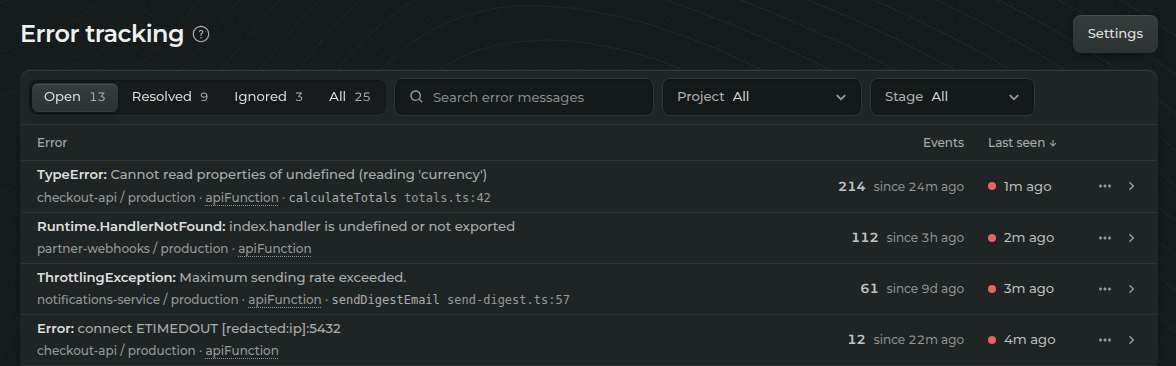 Error tracking ?
Settings
Open 13 Resolved 9 Ignored 3 All 25 Search error messages Project All Stage All
Error Events Last seen ↓
TypeError: Cannot read properties of undefined (reading 'currency')
214 since 24m ago 1m ago
checkout-api / production · apiFunction · calculateTotals totals.ts:42
Runtime.HandlerNotFound: index.handler is undefined or not exported
112 since 3h ago 2m ago
partner-webhooks / production · apiFunction
ThrottlingException: Maximum sending rate exceeded.
61 since 9d ago 3m ago
notifications-service / production · apiFunction · sendDigestEmail send-digest.ts:57
Error: connect ETIMEDOUT [redacted:ip]:5432
12 since 22m ago 4m ago
checkout-api / production · apiFunction